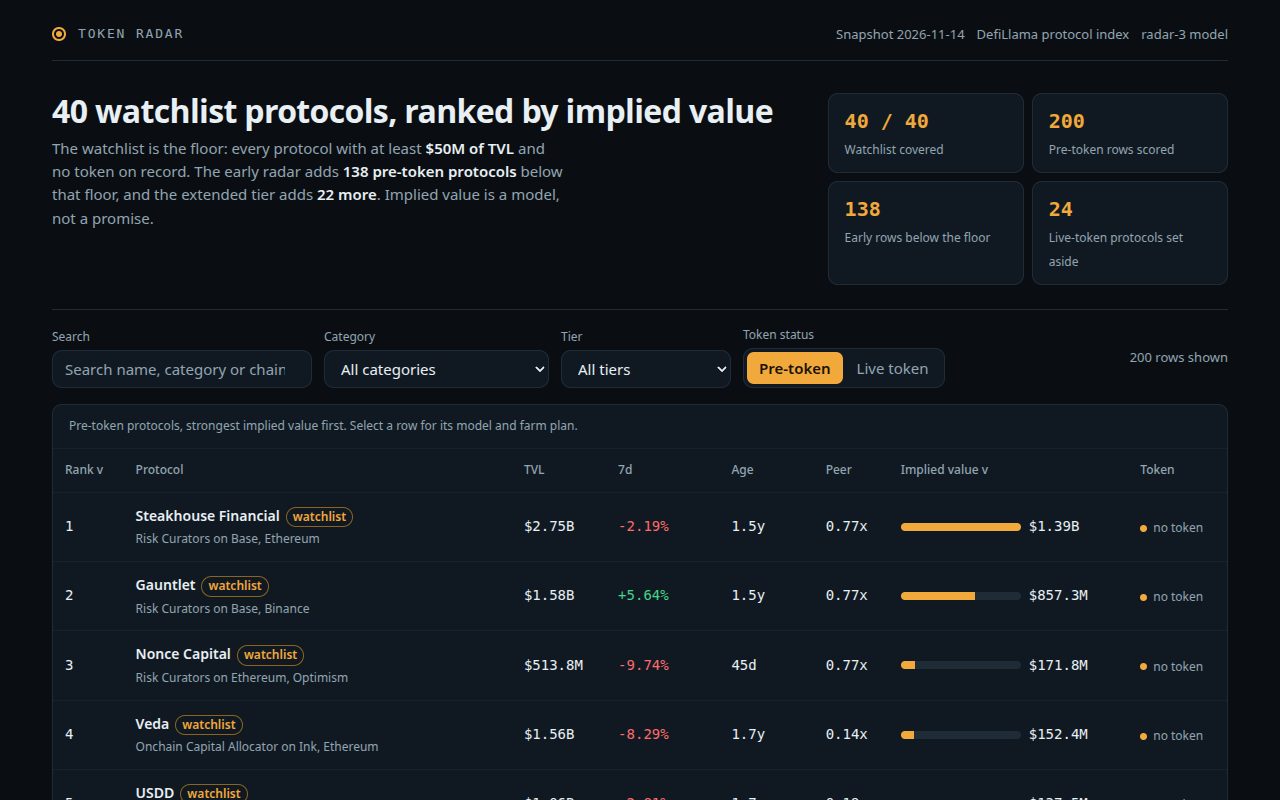 TOKEN RADAR
Snapshot 2026-11-14 DefiLlama protocol index radar-3 model
40 watchlist protocols, ranked by implied value
The watchlist is the floor: every protocol with at least $50M of TVL and
no token on record. The early radar adds 138 pre-token protocols below
that floor, and the extended tier adds 22 more. Implied value is a model,
not a promise.
40 / 40
Watchlist covered
200
Pre-token rows scored
138
Early rows below the floor
24
Live-token protocols set
aside
Search
Search name, category or chain
Category
All categories
Tier
All tiers
Token status
Pre-token Live token
200 rows shown
Pre-token protocols, strongest implied value first. Select a row for its model and farm plan.
Rank v Protocol TVL 7d Age Peer Implied value v Token
1 Steakhouse Financial watchlist $2.75B -2.19% 1.5y 0.77x $1.39B no token
Risk Curators on Base, Ethereum
2 Gauntlet watchlist $1.58B +5.64% 1.5y 0.77x $857.3M no token
Risk Curators on Base, Binance
3 Nonce Capital watchlist $513.8M -9.74% 45d 0.77x $171.8M no token
Risk Curators on Ethereum, Optimism
4 Veda watchlist $1.56B -8.29% 1.7y 0.14x $152.4M no token
Onchain Capital Allocator on Ink, Ethereum
USDD watchlist